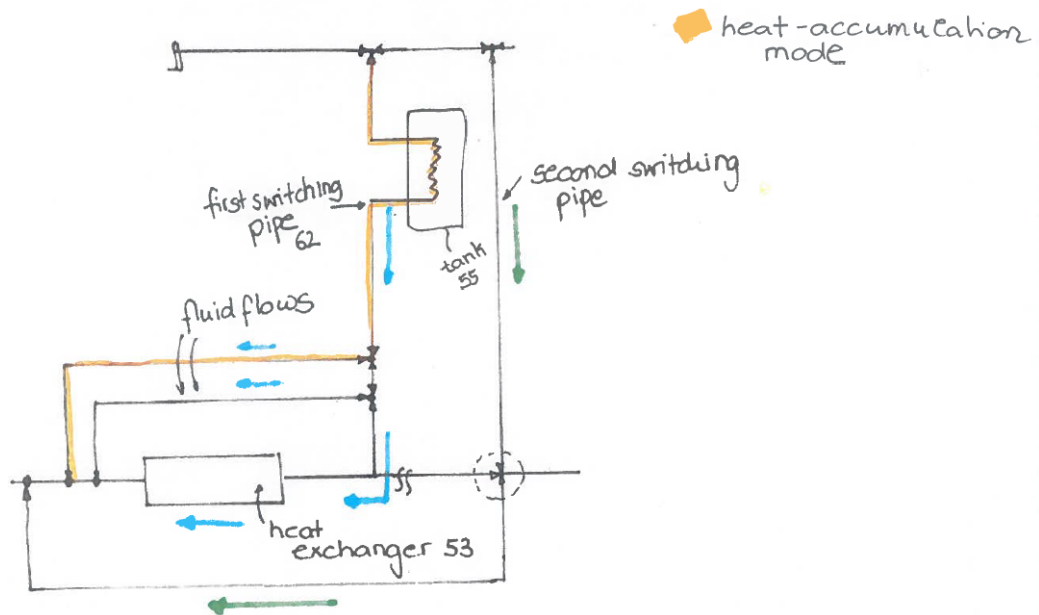 heat-accumulation
mode
first switching
pipe
62
second switching
pipe
tank
55
fluid flows
heat
exchanger 53